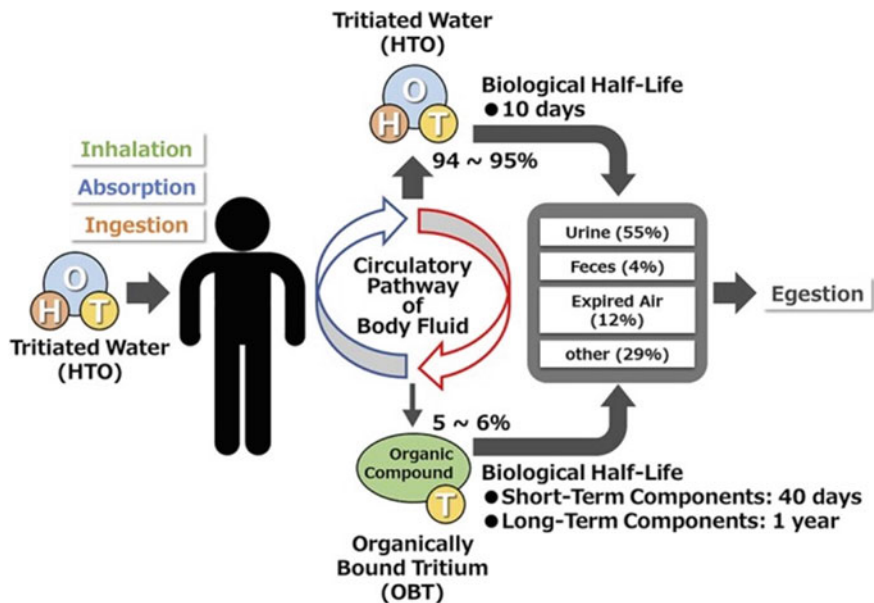 Tritiated Water
(HTO)
O
H
T
94 ~ 95%
Biological Half-Life
●10 days
Inhalation
Absorption
Ingestion
O
H
T
Tritiated Water
(HTO)
Circulatory
Pathway
of
Body Fluid
Urine (55%)
Feces (4%)
Expired Air
(12%)
other (29%)
Egestion
5 ~ 6%
Organic
Compound
T
Organically
Bound Tritium
(OBT)
Biological Half-Life
●Short-Term Components: 40 days
●Long-Term Components: 1 year